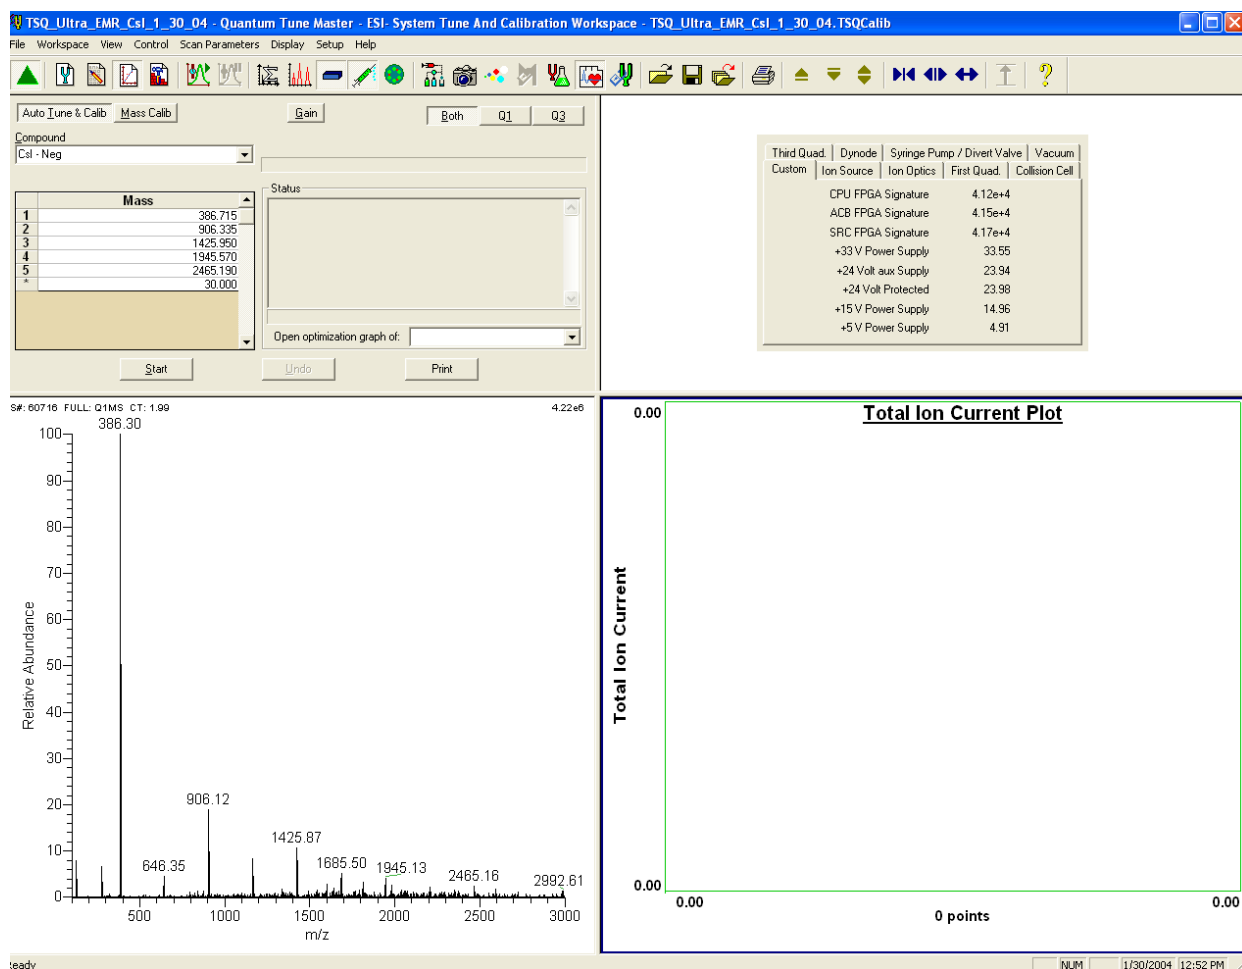 TSQ_Ultra_EMR_CsI_1_30_04 - Quantum Tune Master - ESI- System Tune And Calibration Workspace - TSQ_Ultra_EMR_CsI_1_30_04.TSQCalib
File Workspace View Control Scan Parameters Display Setup Help
Auto Tune & Calib Mass Calib Gain Both Q1 Q3
Compound
CsI - Neg
Mass
1 386.715
2 906.335
3 1425.950
4 1945.570
5 2465.190
* 30.000
Status
Open optimization graph of:
Start Undo Print
Third Quad. Dynode Syringe Pump / Divert Valve Vacuum
Custom Ion Source Ion Optics First Quad. Collision Cell
CPU FPGA Signature 4.12e+4
ACB FPGA Signature 4.15e+4
SRC FPGA Signature 4.17e+4
+33 V Power Supply 33.55
+24 Volt aux Supply 23.94
+24 Volt Protected 23.98
+15 V Power Supply 14.96
+5 V Power Supply 4.91
S#: 60716 FULL: Q1MS CT: 1.99 4.22e6
386.30
100
90
80
70
60
50
40
30
20
10
0
Relative Abundance
906.12
646.35
1425.87
1685.50
1945.13
2465.16
2992.61
500 1000 1500 2000 2500 3000
m/z
0.00 Total Ion Current Plot
Total Ion Current
0.00
0.00 0.00
0 points
Ready NUM 1/30/2004 12:52 PM